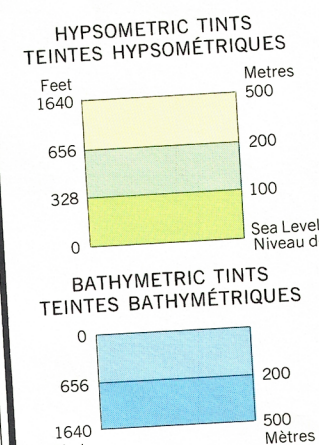 HYPSOMETRIC TINTS
TEINTES HYPSOMÉTRIQUES
Feet Metres
1640 500
656 200
328 100
0 Sea Level
Niveau d
BATHYMETRIC TINTS
TEINTES BATHYMÉTRIQUES
0
656 200
1640 500
Mètres